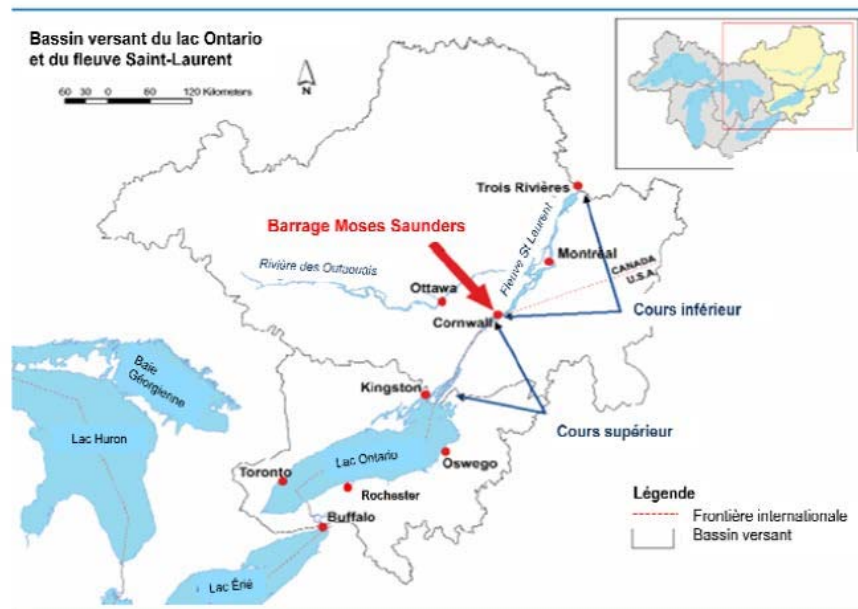 Bassin versant du lac Ontario
et du fleuve Saint-Laurent
60 30 0 60 120 Kilometers
N
Trois Rivières
Barrage Moses Saunders
Fleuve St Laurent
Montréal
Rivière des Outaouais
CANADA
U.S.A.
Ottawa
Cornwall
Cours inférieur
Baie
Géorgienne
Kingston
Cours supérieur
Lac Huron
Lac Ontario
Oswego
Toronto
Rochester
Légende
Frontière internationale
Buffalo
Bassin versant
Lac Érié